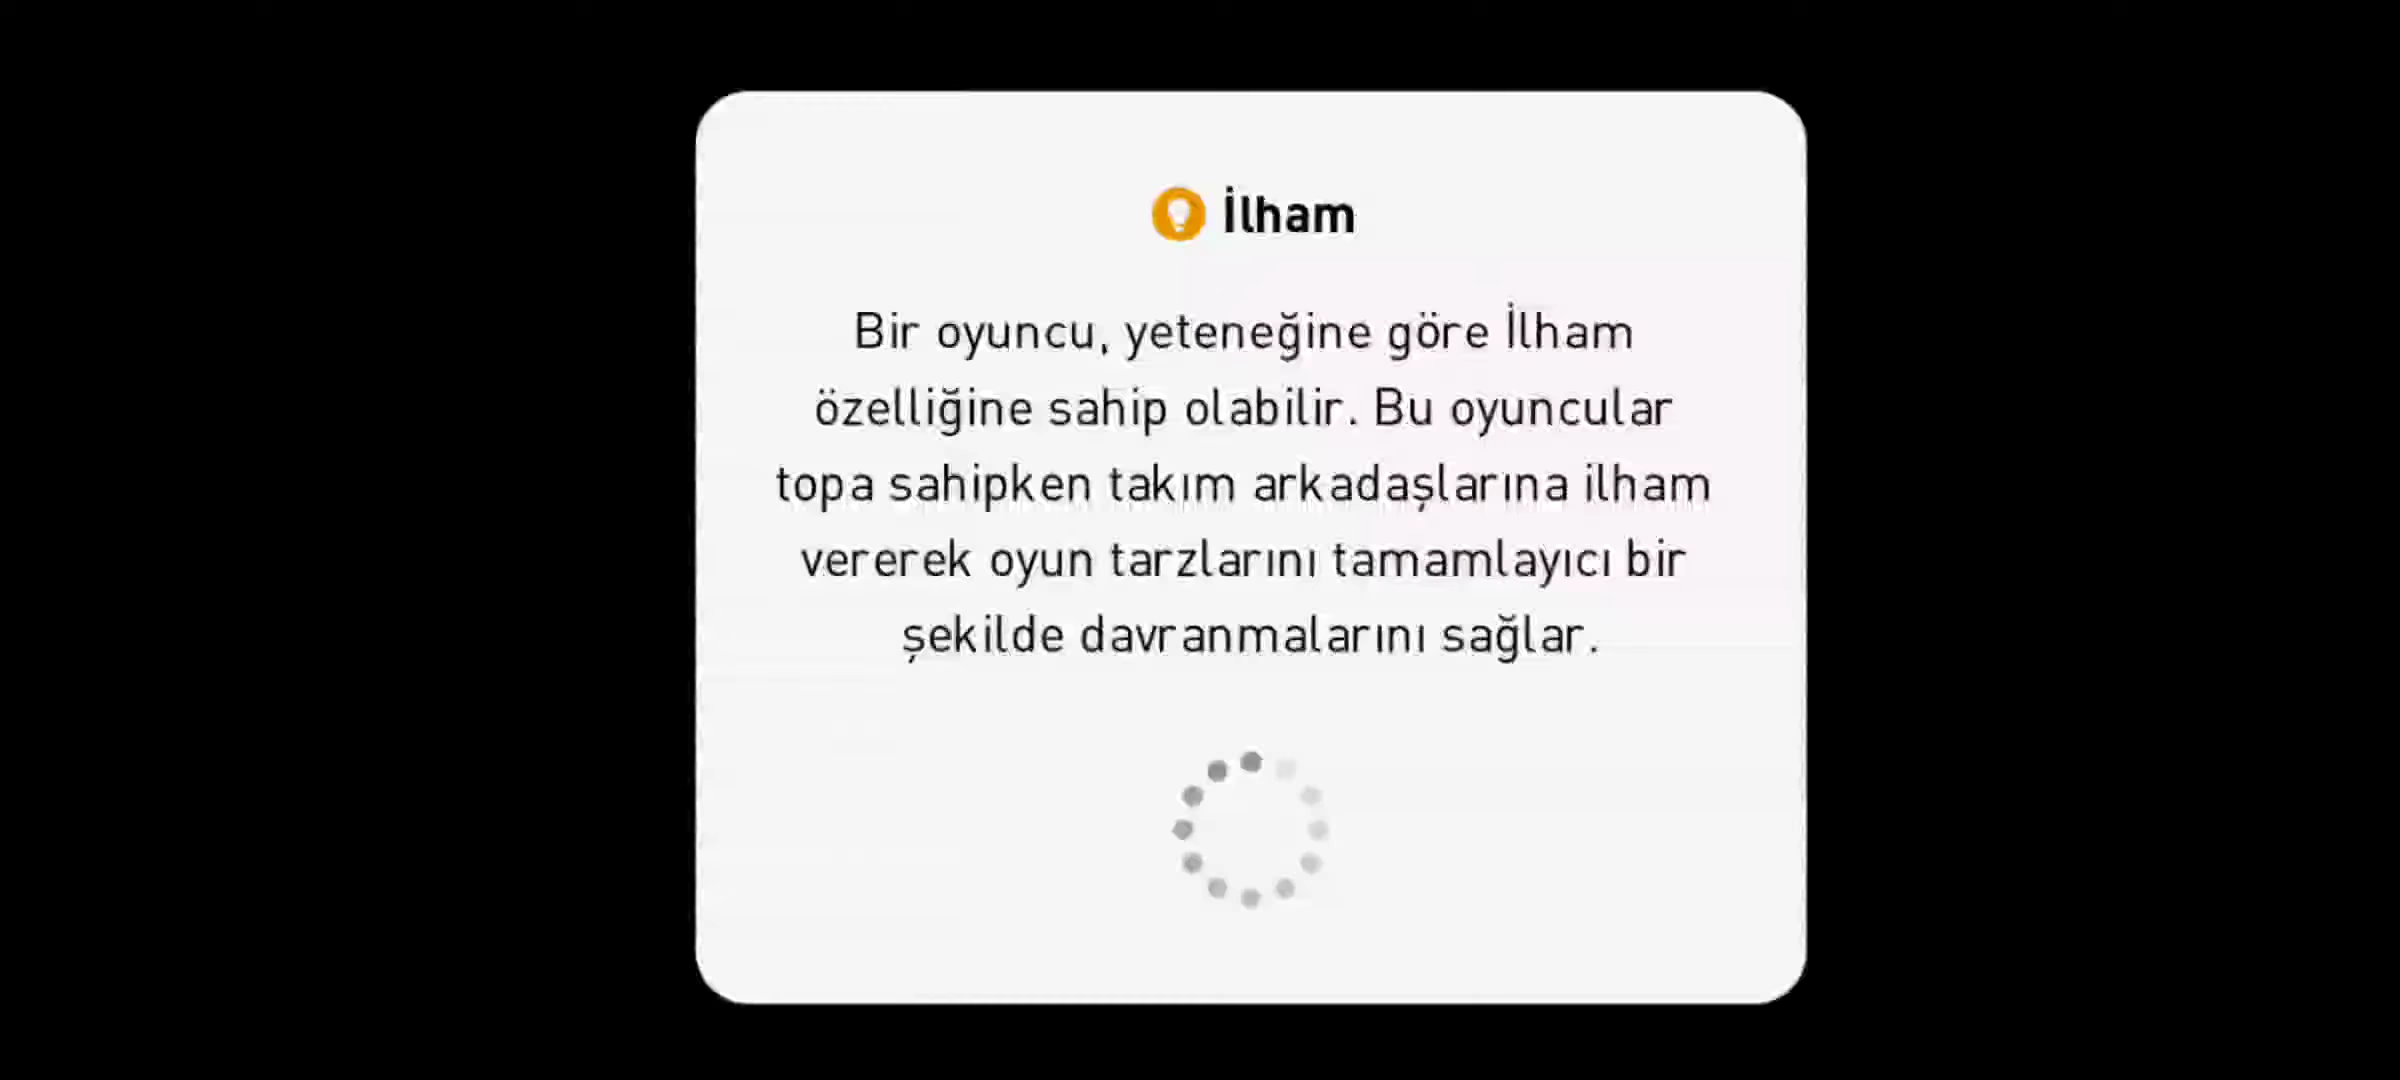 İlham
Bir oyuncu, yeteneğine göre İlham
özelliğine sahip olabilir. Bu oyuncular
topa sahipken takım arkadaşlarına ilham
vererek oyun tarzlarını tamamlayıcı bir
şekilde davranmalarını sağlar.